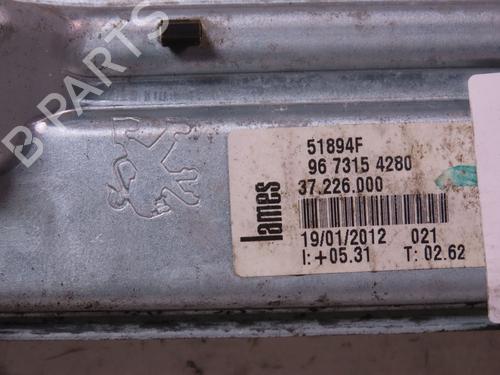 B PARTS
51894F
96 7315 4280
37 226.000
lames
19/01/2012 021
I: +05.31 T: 02.62